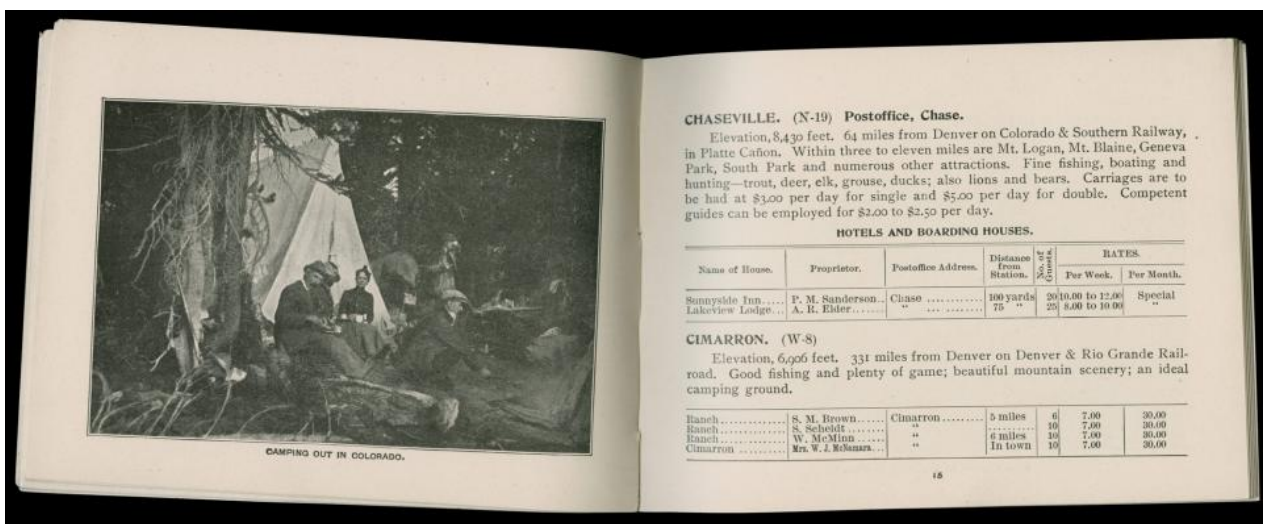 CAMPING OUT IN COLORADO.
CHASEVILLE. (N-19) Postoffice, Chase.
Elevation, 8,430 feet. 64 miles from Denver on Colorado & Southern Railway,
in Platte Cañon. Within three to eleven miles are Mt. Logan, Mt. Blaine, Geneva
Park, South Park and numerous other attractions. Fine fishing, boating and
hunting—trout, deer, elk, grouse, ducks; also lions and bears. Carriages are to
be had at $3.00 per day for single and $5.00 per day for double. Competent
guides can be employed for $2.00 to $2.50 per day.
HOTELS AND BOARDING HOUSES.
Name of House. Proprietor. Postoffice Address. Distance from Station. No. of Guests. RATES. Per Week. Per Month.
Sunnyside Inn..... P. M. Sanderson.. Chase ............ 100 yards 20 10.00 to 12.00 Special
Lakeview Lodge... A. R. Elder....... " ... ......... 75 " 25 8.00 to 10.00 "
CIMARRON. (W-8)
Elevation, 6,906 feet. 331 miles from Denver on Denver & Rio Grande Rail-
road. Good fishing and plenty of game; beautiful mountain scenery; an ideal
camping ground.
Ranch............. S. M. Brown...... Cimarron ......... 5 miles 6 7.00 30.00
Ranch............. S. Scheidt ....... " .......... 10 7.00 30.00
Ranch............. W. McMinn ...... " 6 miles 10 7.00 30.00
Cimarron .......... Mrs. W. J. McNamara... " In town 10 7.00 30.00
15